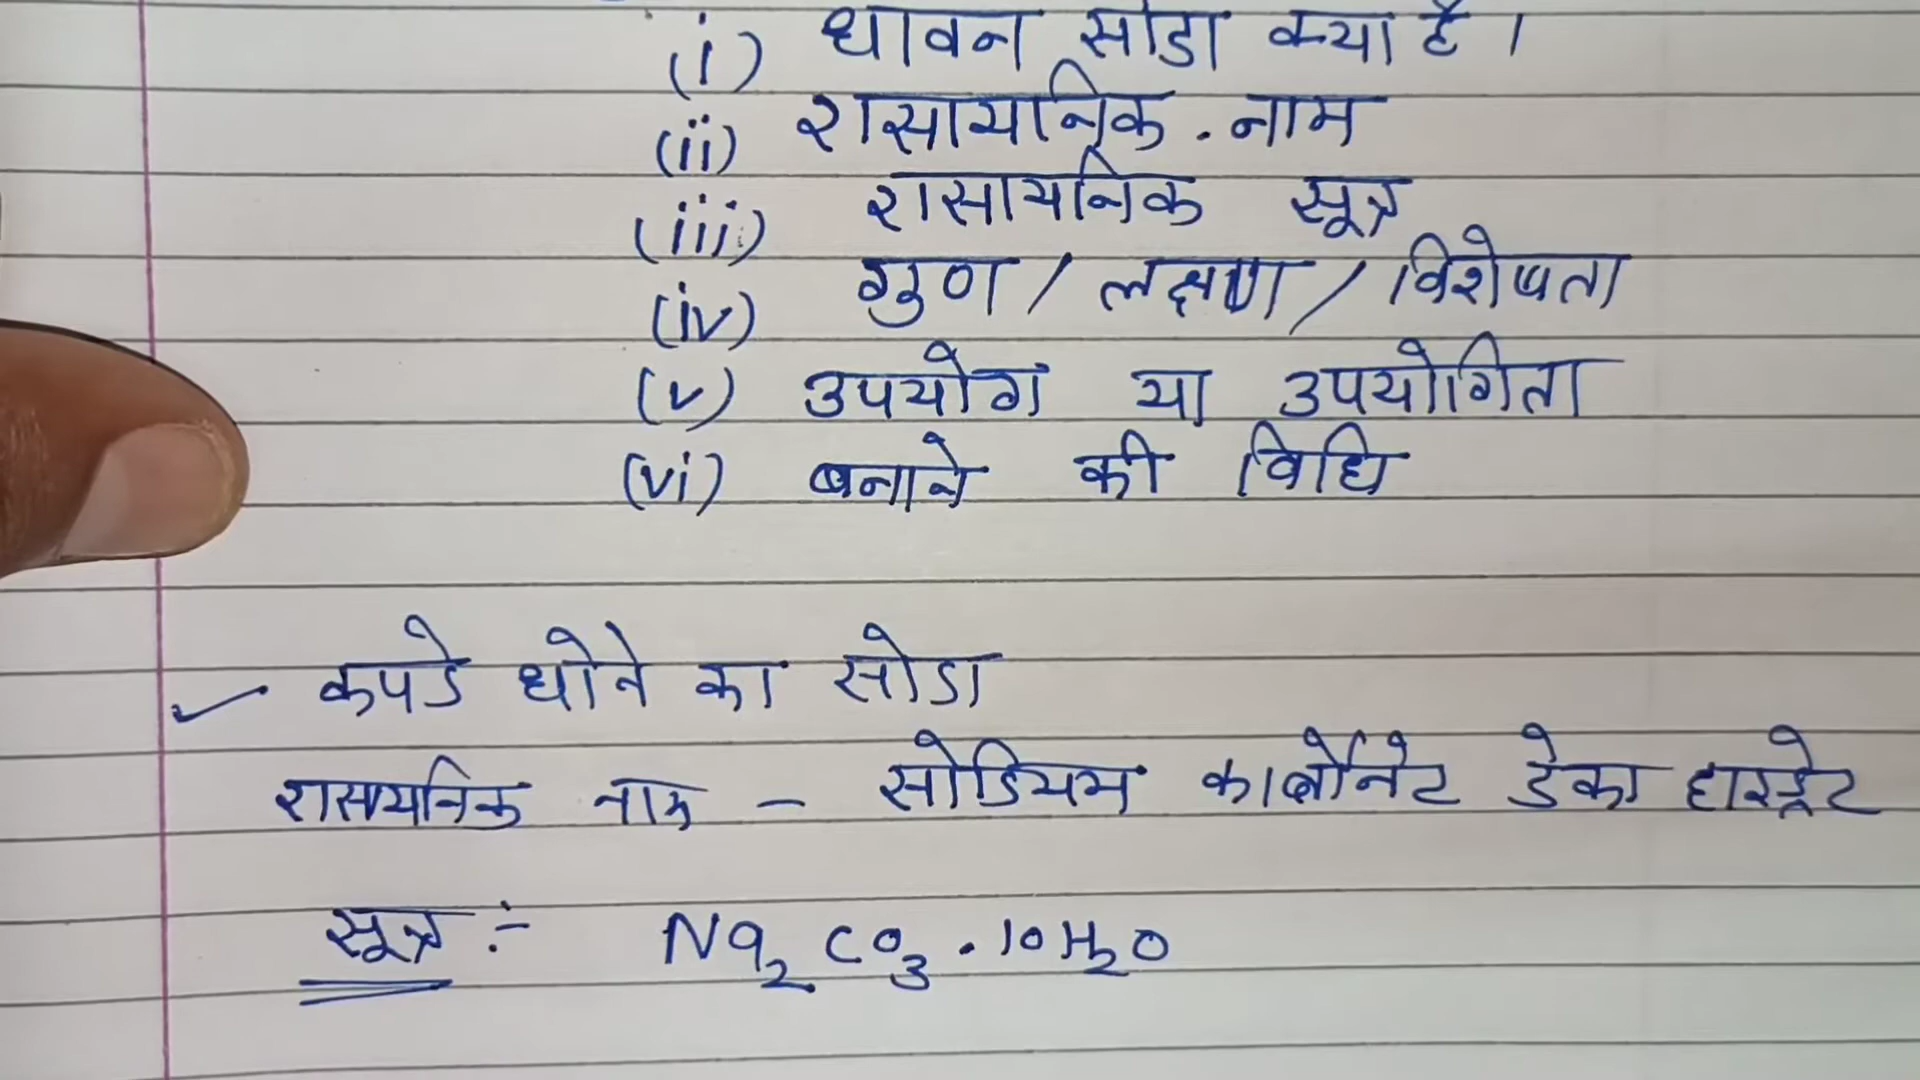 (i) धावन सोडा क्या है।
(ii) रासायनिक . नाम
(iii) रासायनिक सूत्र
(iv) गुण / लक्षण / विशेषता
(v) उपयोग या उपयोगिता
(vi) बनाने की विधि
✓ कपडे धोने का सोडा
रासायनिक नाम - सोडियम कार्बोनेट डेका हाइड्रेट
सूत्र :- Na₂CO₃.10H₂O